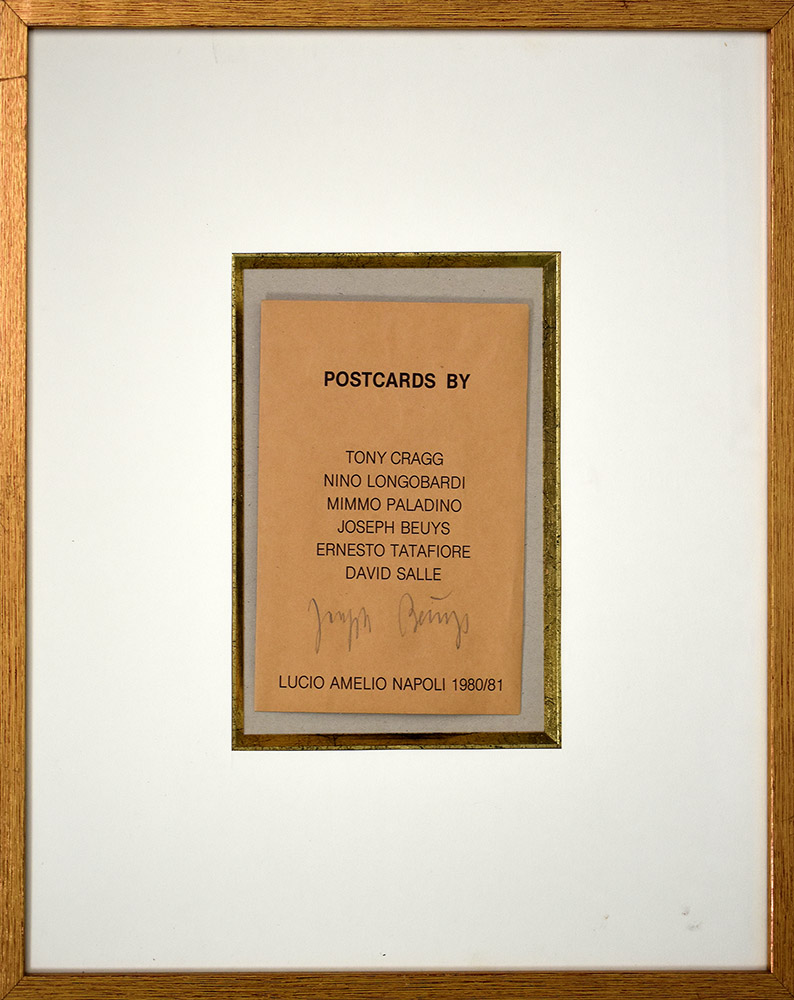 POSTCARDS BY
TONY CRAGG
NINO LONGOBARDI
MIMMO PALADINO
JOSEPH BEUYS
ERNESTO TATAFIORE
DAVID SALLE
Joseph Beuys
LUCIO AMELIO NAPOLI 1980/81